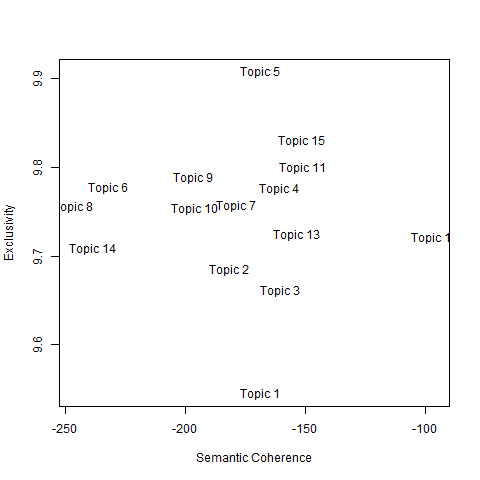 9.9
Topic 5
Topic 15
9.8
Topic 11
Topic 9
Topic 6
Topic 4
opic 8
Topic 10
Topic 7
Exclusivity
Topic 13
Topic 1
9.7
Topic 14
Topic 2
Topic 3
9.6
Topic 1
-250
-200
-150
-100
Semantic Coherence